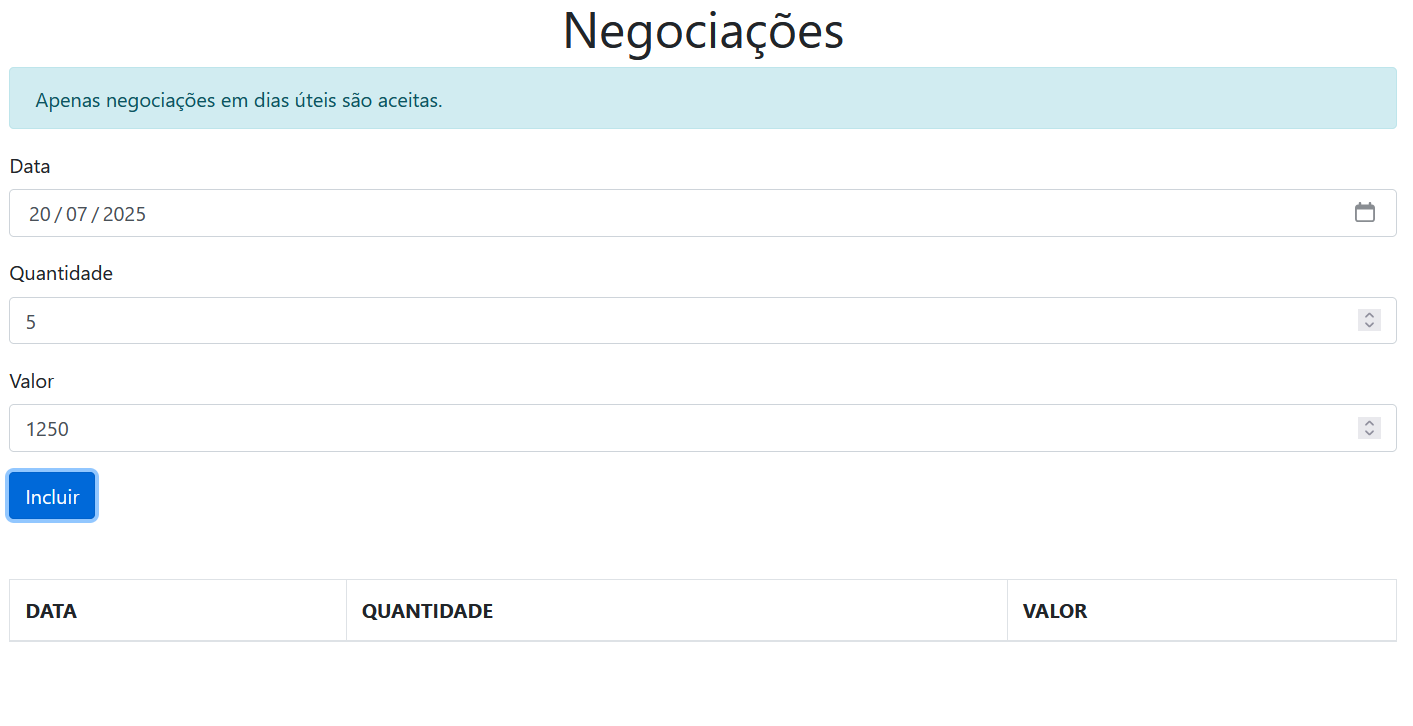 Negociações
Apenas negociações em dias úteis são aceitas.
Data
20/07/2025
Quantidade
5
Valor
1250
Incluir
DATA QUANTIDADE VALOR